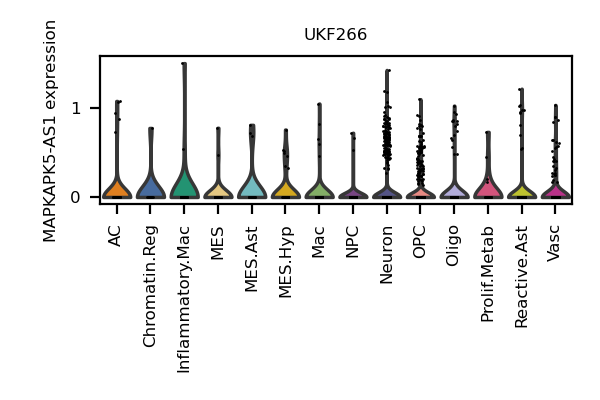 UKF266
MAPKAPK5-AS1 expression
1
0
AC
Chromatin.Reg
Inflammatory.Mac
MES
MES.Ast
MES.Hyp
Mac
NPC
Neuron
OPC
Oligo
Prolif.Metab
Reactive.Ast
Vasc